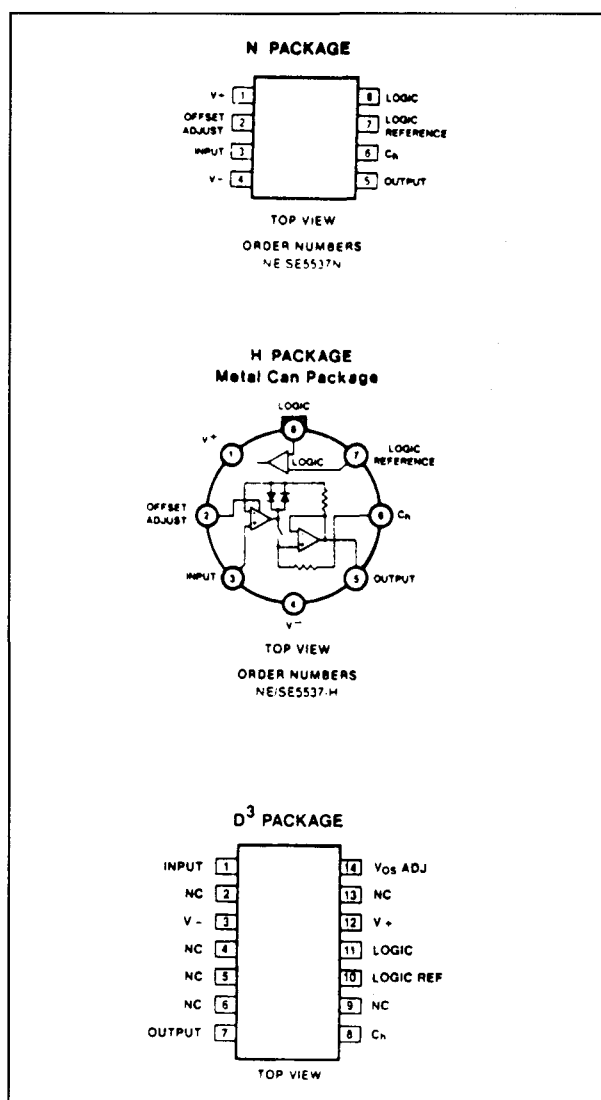 N PACKAGE
V+ 1
8 LOGIC
OFFSET ADJUST 2
7 LOGIC REFERENCE
INPUT 3
6 Ch
V- 4
5 OUTPUT
TOP VIEW
ORDER NUMBERS
NE/SE5537N
H PACKAGE
Metal Can Package
LOGIC
8
V+
1
LOGIC
7
LOGIC
REFERENCE
OFFSET
ADJUST
2
6
Ch
INPUT
3
5
OUTPUT
4
V-
TOP VIEW
ORDER NUMBERS
NE/SE5537-H
D3 PACKAGE
INPUT 1
14 VOS ADJ
NC 2
13 NC
V- 3
12 V+
NC 4
11 LOGIC
NC 5
10 LOGIC REF
NC 6
9 NC
OUTPUT 7
8 Ch
TOP VIEW